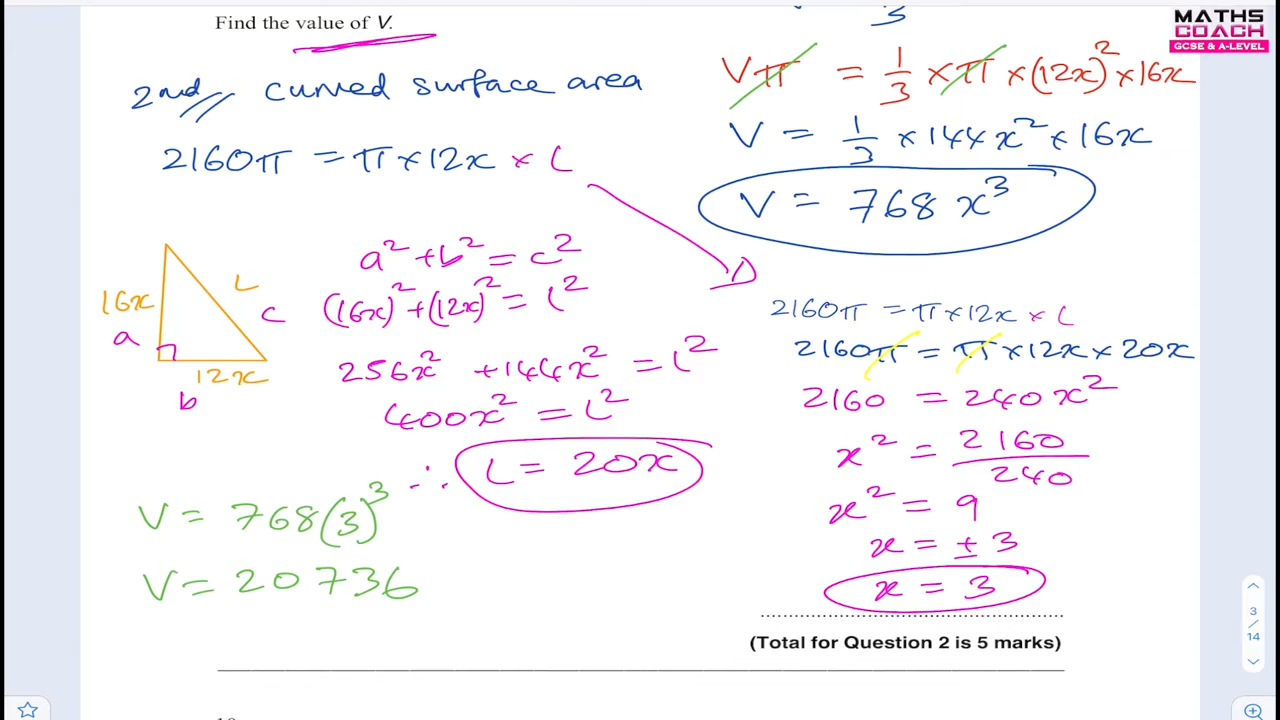 Find the value of V.
MATHS COACH
GCSE & A-LEVEL
3
2nd// curved surface area
Vπ = 1/3 × π × (12x)² × 16x
2160π = π × 12x × L
V = 1/3 × 144x² × 16x
V = 768x³
16x
L
c
a
12x
b
a² + b² = c²
(16x)² + (12x)² = L²
256x² + 144x² = L²
400x² = L²
∴ L = 20x
V = 768(3)³
V = 20736
2160π = π × 12x × L
2160π = π × 12x × 20x
2160 = 240x²
x² = 2160/240
x² = 9
x = ± 3
x = 3
(Total for Question 2 is 5 marks)
3
/
14